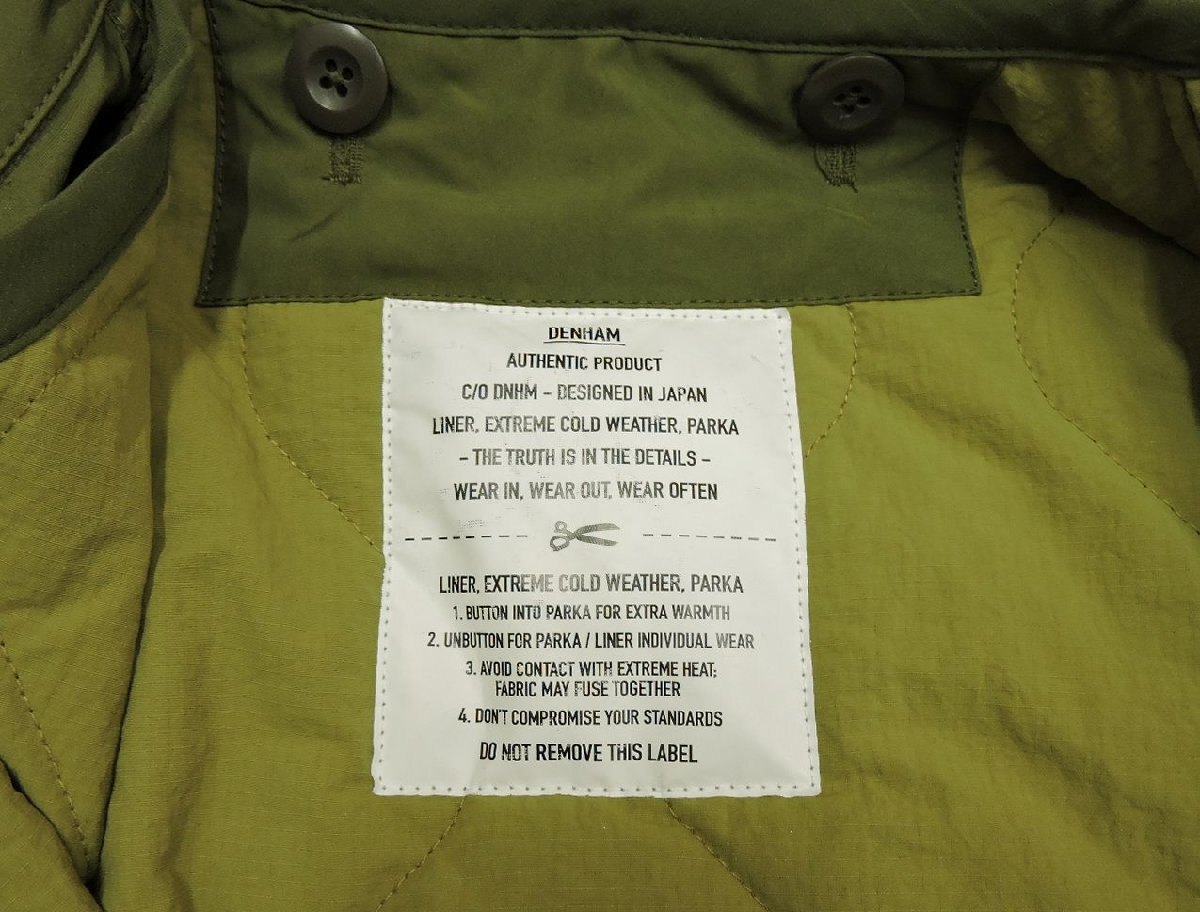 DENHAM
AUTHENTIC PRODUCT
C/O DNHM - DESIGNED IN JAPAN
LINER, EXTREME COLD WEATHER, PARKA
- THE TRUTH IS IN THE DETAILS -
WEAR IN, WEAR OUT, WEAR OFTEN
LINER, EXTREME COLD WEATHER, PARKA
1. BUTTON INTO PARKA FOR EXTRA WARMTH
2. UNBUTTON FOR PARKA / LINER INDIVIDUAL WEAR
3. AVOID CONTACT WITH EXTREME HEAT;
FABRIC MAY FUSE TOGETHER
4. DON'T COMPROMISE YOUR STANDARDS
DO NOT REMOVE THIS LABEL